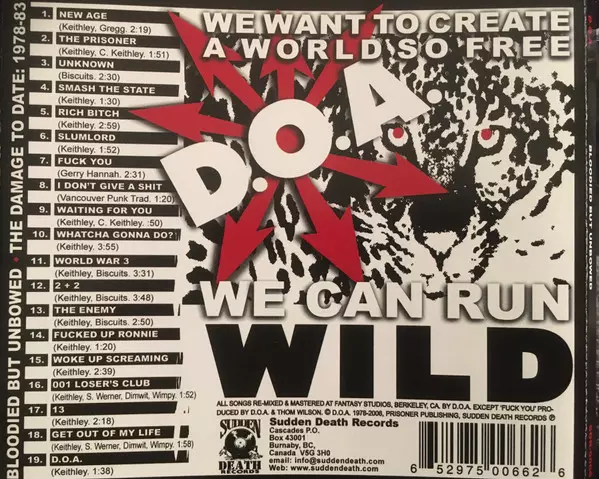 BLOODIED BUT UNBOWED • THE DAMAGE TO DATE: 1978-83
1. NEW AGE
(Keithley, Gregg. 2:19)
2. THE PRISONER
(Keithley, C. Keithley. 1:51)
3. UNKNOWN
(Biscuits. 2:30)
4. SMASH THE STATE
(Keithley. 1:30)
5. RICH BITCH
(Keithley. 2:59)
6. SLUMLORD
(Keithley. 1:52)
7. FUCK YOU
(Gerry Hannah. 2:31)
8. I DON'T GIVE A SHIT
(Vancouver Punk Trad. 1:20)
9. WAITING FOR YOU
(Keithley, C. Keithley. :50)
10. WHATCHA GONNA DO?
(Keithley. 3:55)
11. WORLD WAR 3
(Keithley, Biscuits. 3:31)
12. 2 + 2
(Keithley, Biscuits. 3:48)
13. THE ENEMY
(Keithley, Biscuits. 2:50)
14. FUCKED UP RONNIE
(Keithley. 1:20)
15. WOKE UP SCREAMING
(Keithley. 2:39)
16. 001 LOSER'S CLUB
(Keithley, S. Werner, Dimwit, Wimpy. 1:52)
17. 13
(Keithley. 2:18)
18. GET OUT OF MY LIFE
(Keithley, S. Werner, Dimwit, Wimpy. 1:58)
19. D.O.A.
(Keithley. 1:38)
WE WANT TO CREATE
A WORLD SO FREE
D.O.A.
WE CAN RUN
WILD
ALL SONGS RE-MIXED & MASTERED AT FANTASY STUDIOS, BERKELEY, CA. BY D.O.A. EXCEPT 'FUCK YOU' PRO-
DUCED BY D.O.A. & THOM WILSON. © D.O.A. 1978-2008, PRISONER PUBLISHING, SUDDEN DEATH RECORDS Ⓟ
SUDDEN
DEATH
RECORDS
Sudden Death Records
Cascades P.O.
Box 43001
Burnaby, BC,
Canada V5G 3H0
email: info@suddendeath.com
Web: www.suddendeath.com
6 52975 00662 6
BLOODIED BUT UNBOWED